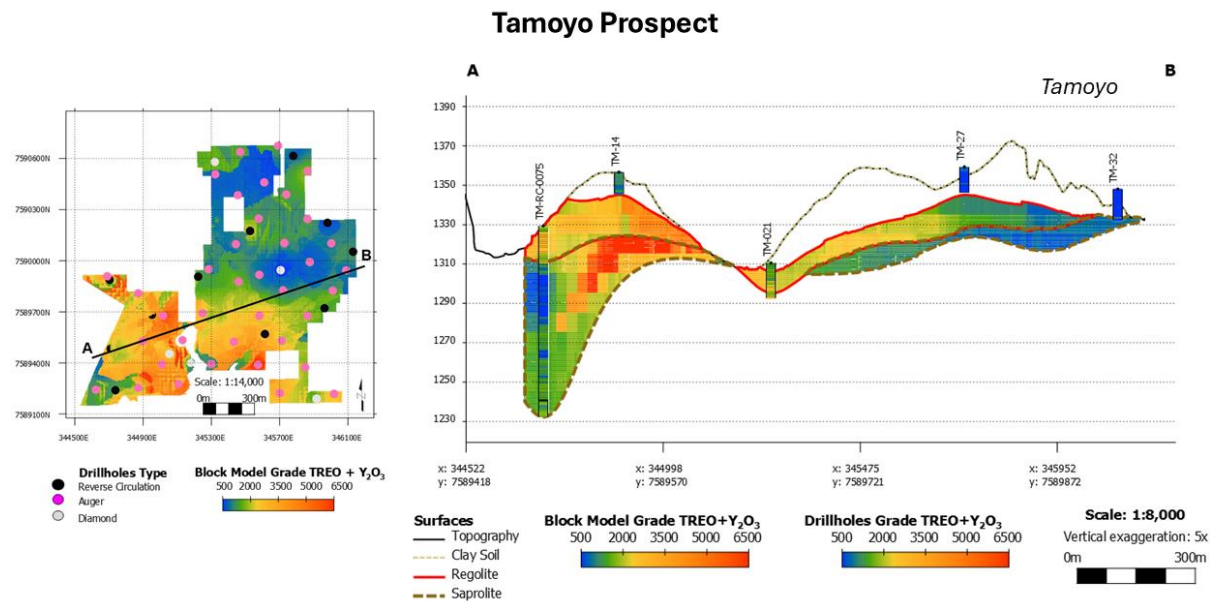 Tamoyo Prospect
A
B
Tamoyo
1390
1370
1350
1330
1310
1290
1270
1250
1230
TM-RC-0075
TM-14
TM-021
TM-27
TM-32
x: 344522
y: 7589418
x: 344998
y: 7589570
x: 345475
y: 7589721
x: 345952
y: 7589872
7590600N
7590300N
7590000N
7589700N
7589400N
7589100N
B
A
Scale: 1:14,000
0m 300m
N
344500E 344900E 345300E 345700E 346100E
Drillholes Type
Reverse Circulation
Auger
Diamond
Block Model Grade TREO + Y₂O₃
500 2000 3500 5000 6500
Surfaces
Topography
Clay Soil
Regolite
Saprolite
Block Model Grade TREO+Y₂O₃
500 2000 3500 5000 6500
Drillholes Grade TREO+Y₂O₃
500 2000 3500 5000 6500
Scale: 1:8,000
Vertical exaggeration: 5x
0m 300m